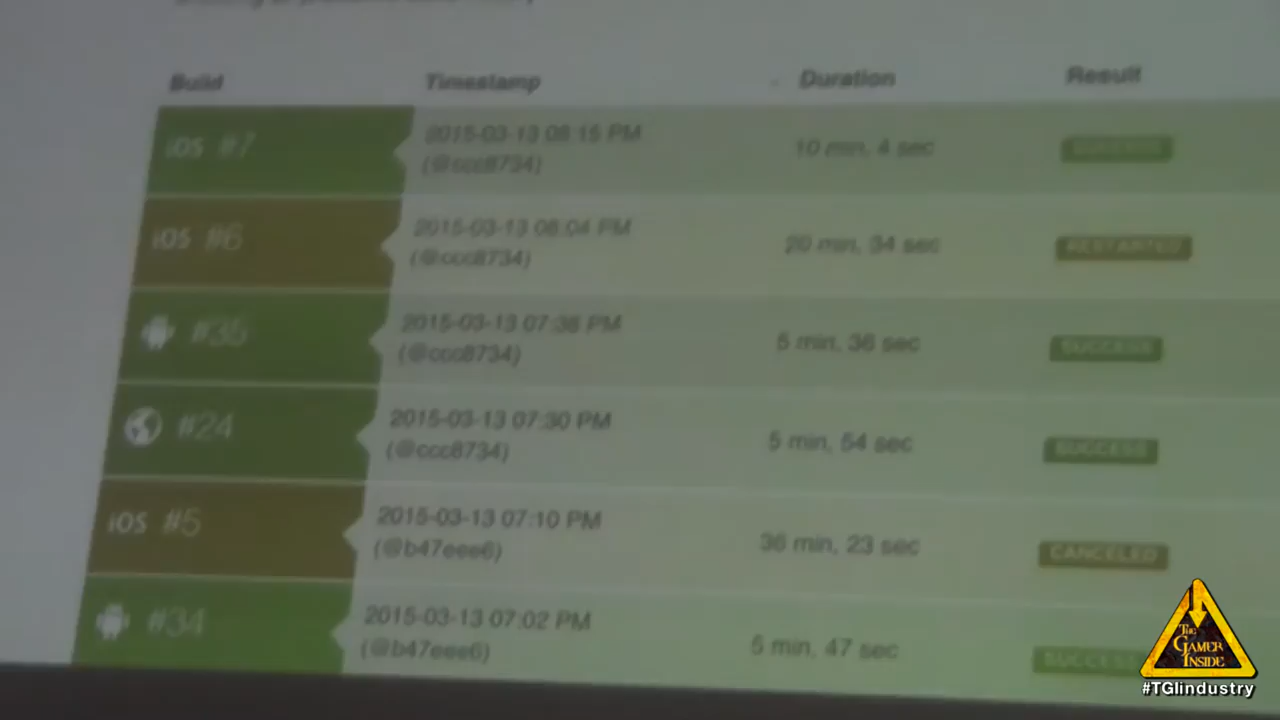 Build Timestamp Duration Result
iOS #7 2015-03-13 08:15 PM 10 min, 4 sec SUCCESS
(@ccc8734)
iOS #6 2015-03-13 08:04 PM 20 min, 34 sec RESTARTED
(@ccc8734)
#35 2015-03-13 07:36 PM 5 min, 36 sec SUCCESS
(@ccc8734)
#24 2015-03-13 07:30 PM 5 min, 54 sec SUCCESS
(@ccc8734)
iOS #5 2015-03-13 07:10 PM 36 min, 23 sec CANCELED
(@b47eee6)
#34 2015-03-13 07:02 PM 5 min, 47 sec SUCCESS
(@b47eee6)
THE
GAMER
INSIDE
#TGIindustry